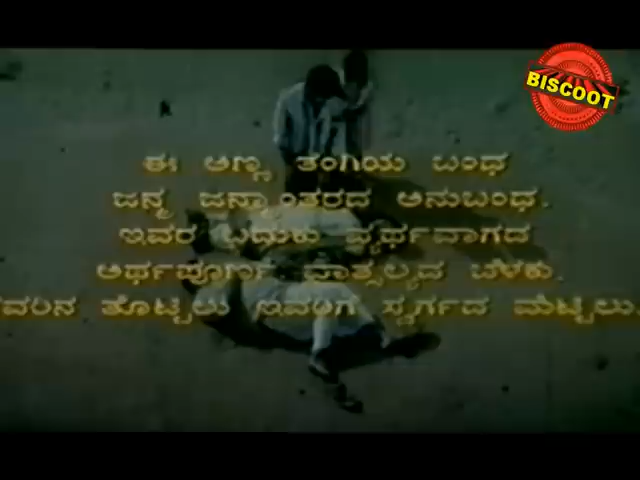 BISCOOT
ಈ ಅಣ್ಣ ತಂಗಿಯ ಬಂಧ
ಜನ್ಮ ಜನ್ಮಾಂತರದ ಅನುಬಂಧ.
ಇವರ ಬದುಕು ವ್ಯರ್ಥವಾಗದ
ಅರ್ಥಪೂರ್ಣ ವಾತ್ಸಲ್ಯದ ಬೆಳಕು.
ತೊಟ್ಟಿಲು ಇವರಿಗೆ ಸ್ವರ್ಗದ ಮೆಟ್ಟಿಲು.